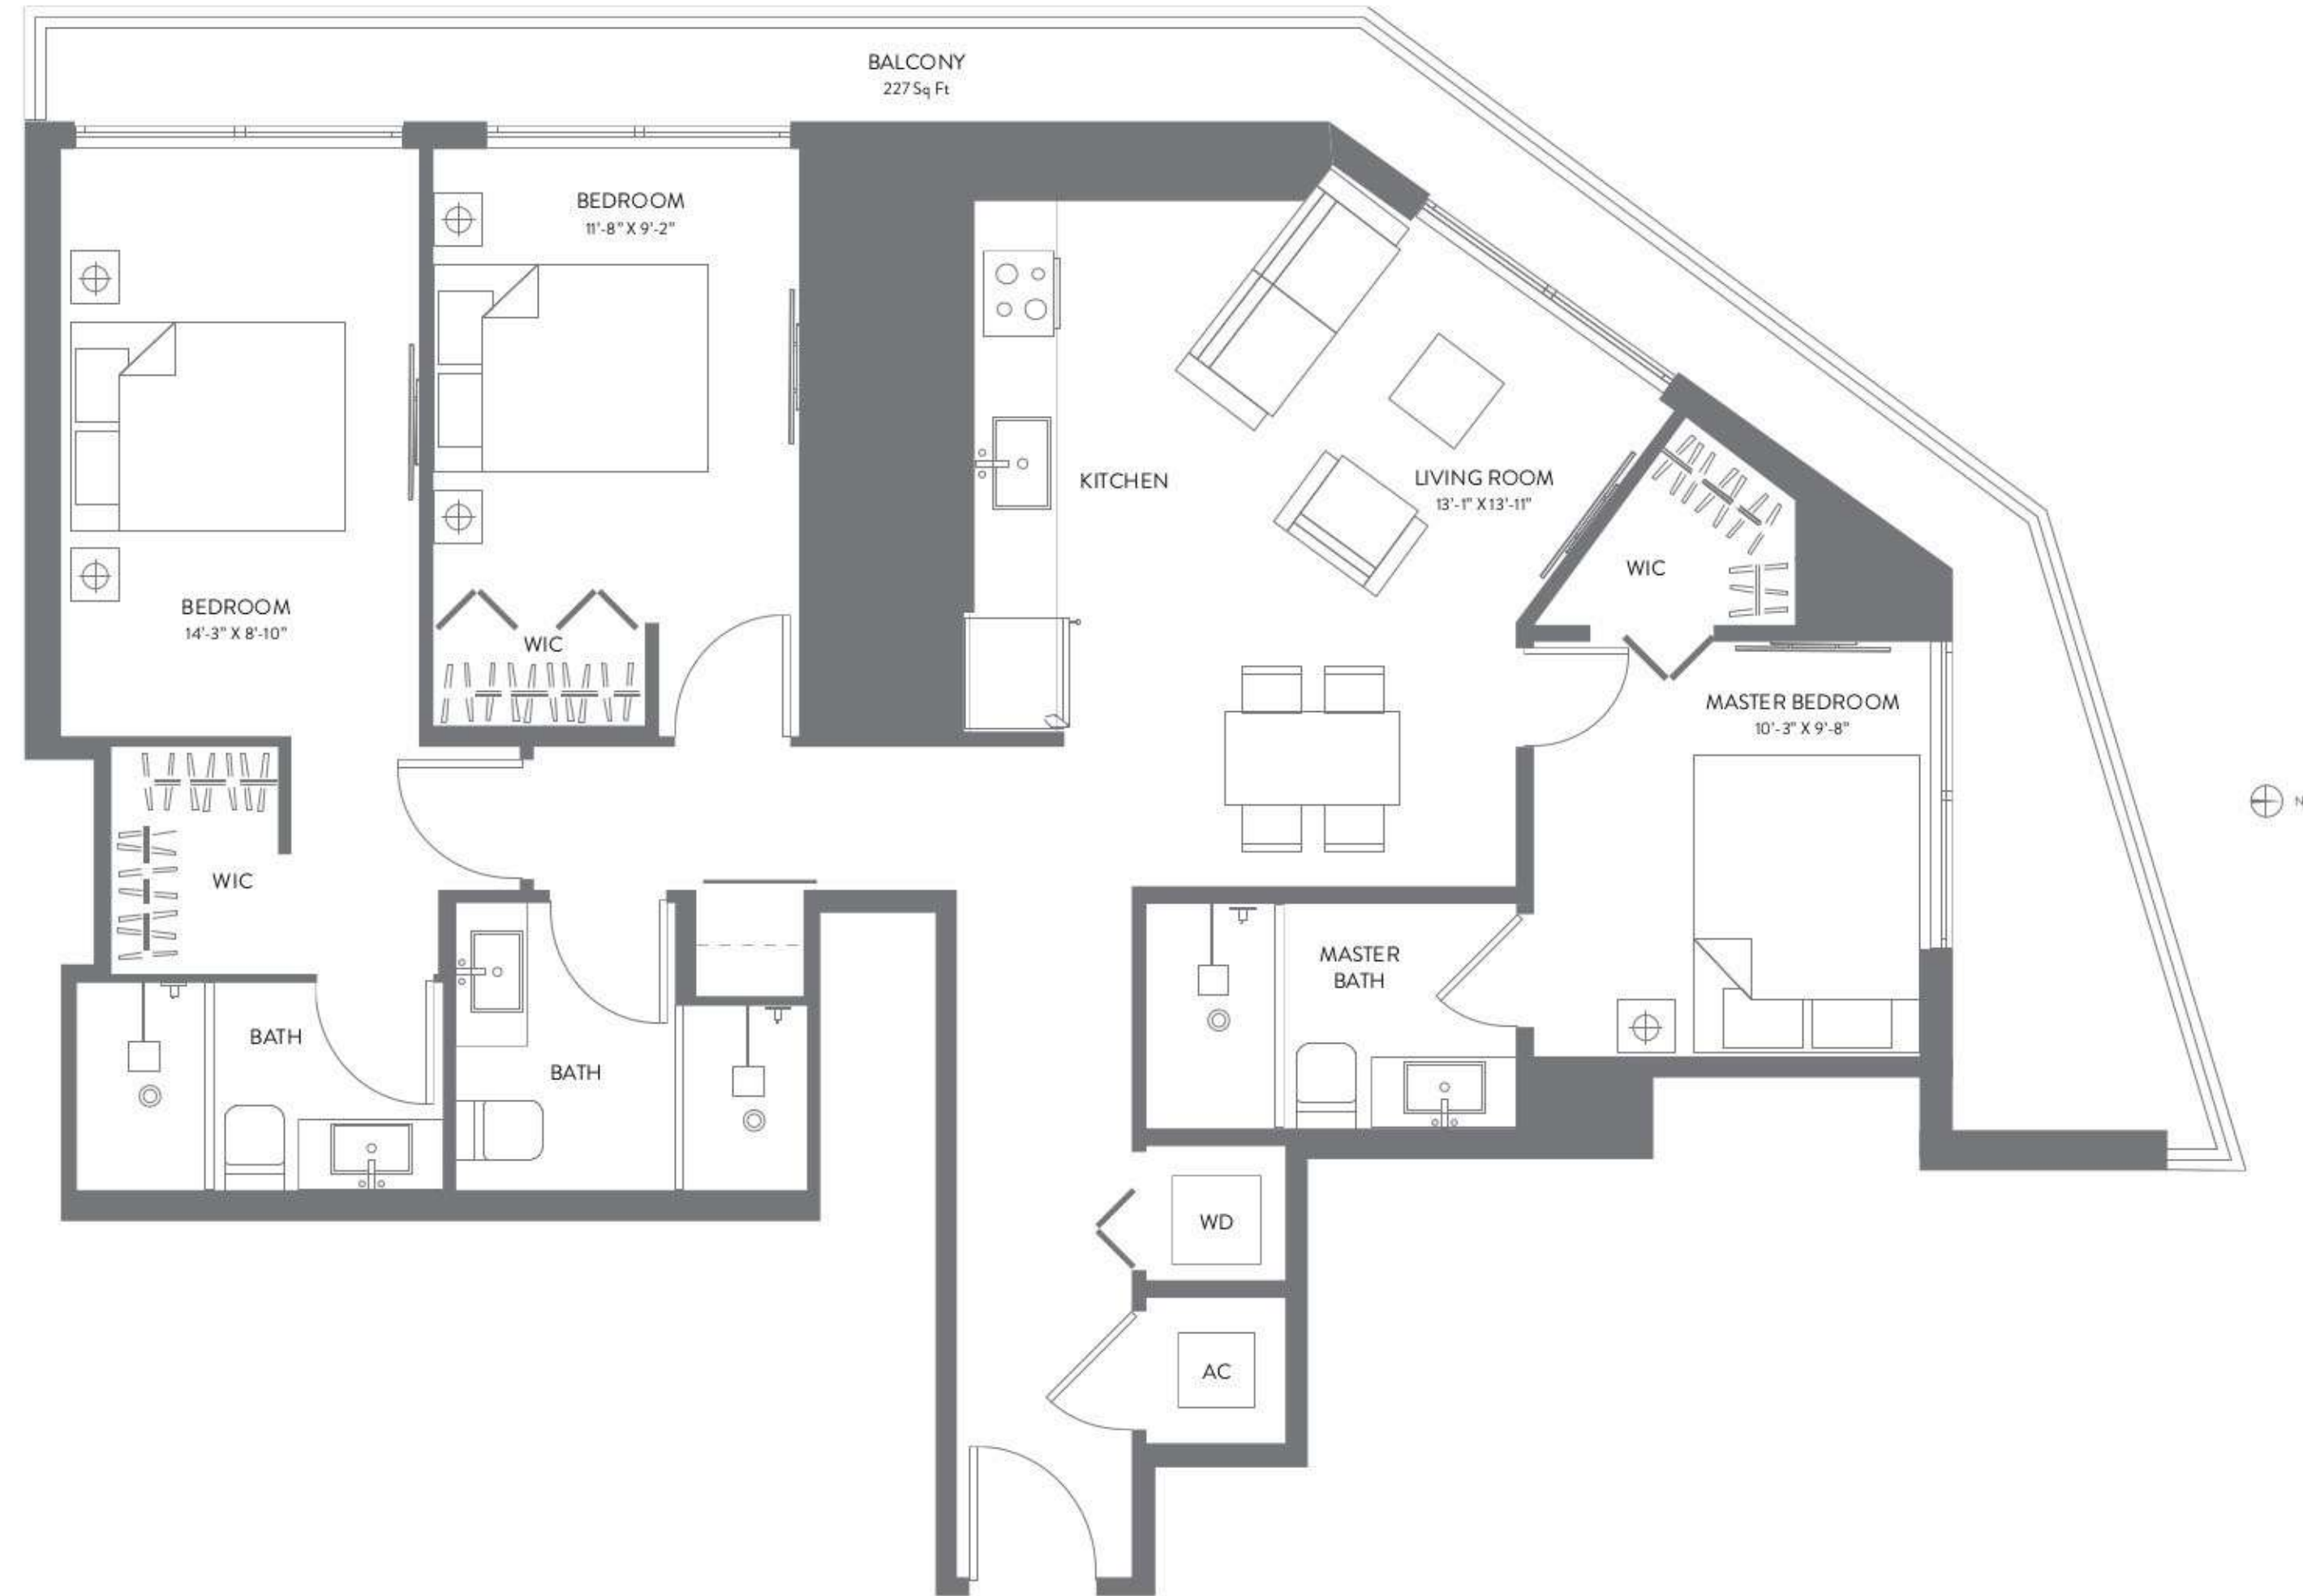 BALCONY
227 Sq Ft
BEDROOM
11'-8" X 9'-2"
KITCHEN
LIVING ROOM
13'-1" X 13'-11"
WIC
BEDROOM
14'-3" X 8'-10"
WIC
MASTER BEDROOM
10'-3" X 9'-8"
N
WIC
MASTER
BATH
BATH
BATH
WD
AC